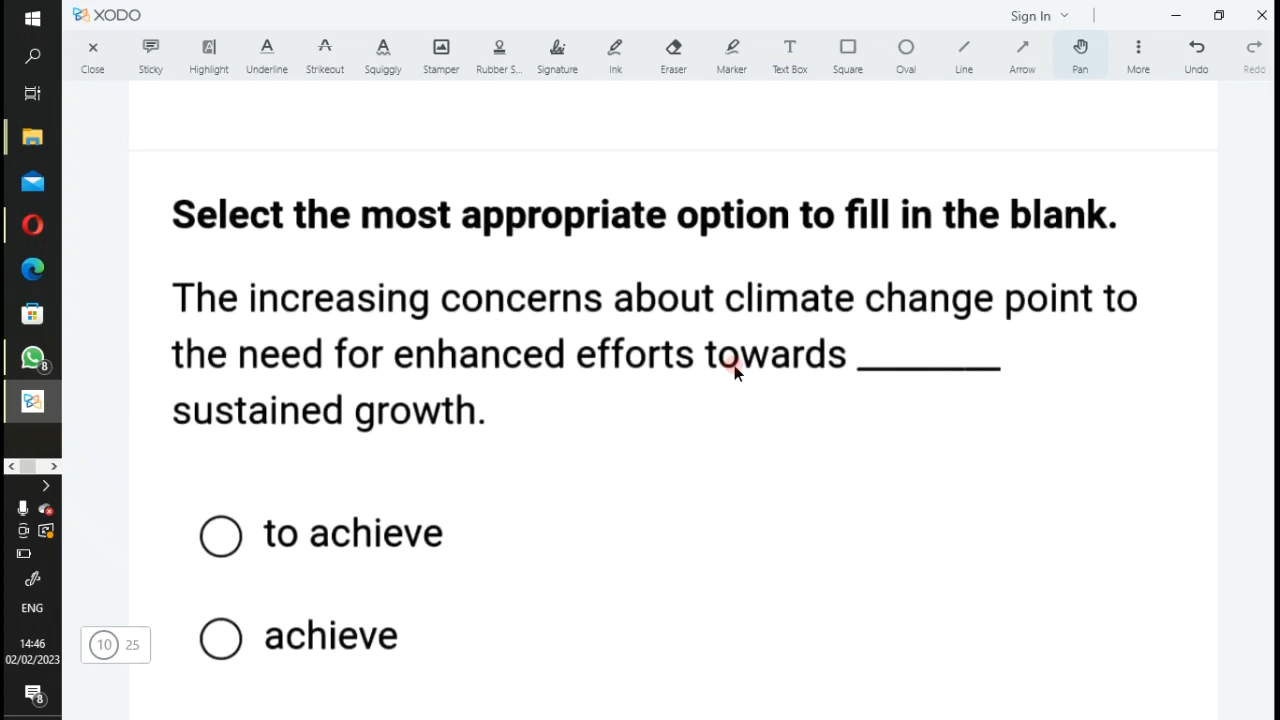 XODO
Sign In
Close
Sticky
Highlight
Underline
Strikeout
Squiggly
Stamper
Rubber S...
Signature
Ink
Eraser
Marker
Text Box
Square
Oval
Line
Arrow
Pan
More
Undo
Redo
Select the most appropriate option to fill in the blank.
The increasing concerns about climate change point to
the need for enhanced efforts towards ________
sustained growth.
to achieve
achieve
10 25
8
ENG
14:46
02/02/2023
8